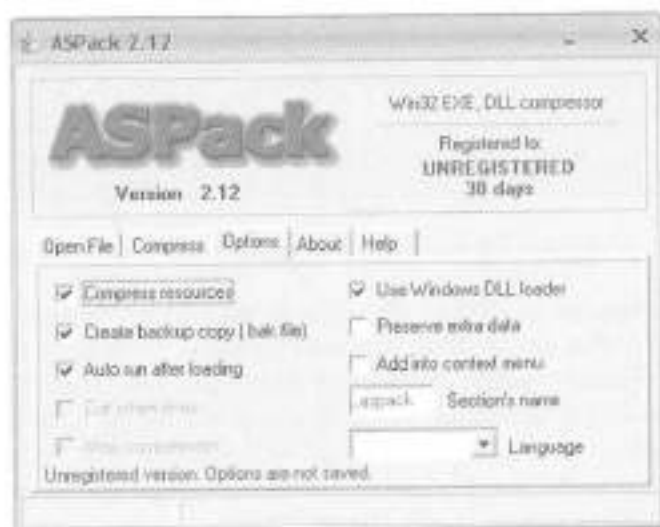 ASPack 2.12
ASPack
Version 2.12
Win32 EXE, DLL compressor
Registered to:
UNREGISTERED
30 days
Open File
Compress
Options
About
Help
Compress resources
Create backup copy (.bak file)
Auto run after loading
Use Windows DLL loader
Preserve extra data
Add into context menu
.aspack
Section's name
Language
Unregistered version. Options are not saved.